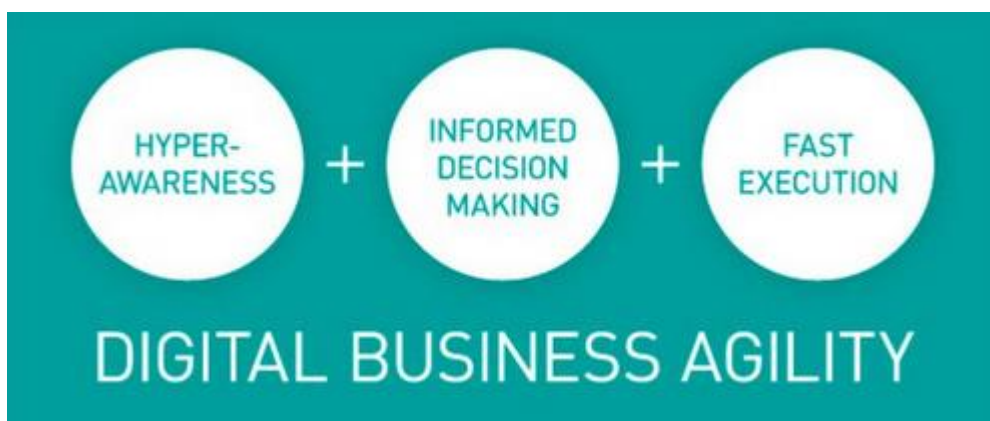 HYPER-
AWARENESS
+
INFORMED
DECISION
MAKING
+
FAST
EXECUTION
DIGITAL BUSINESS AGILITY